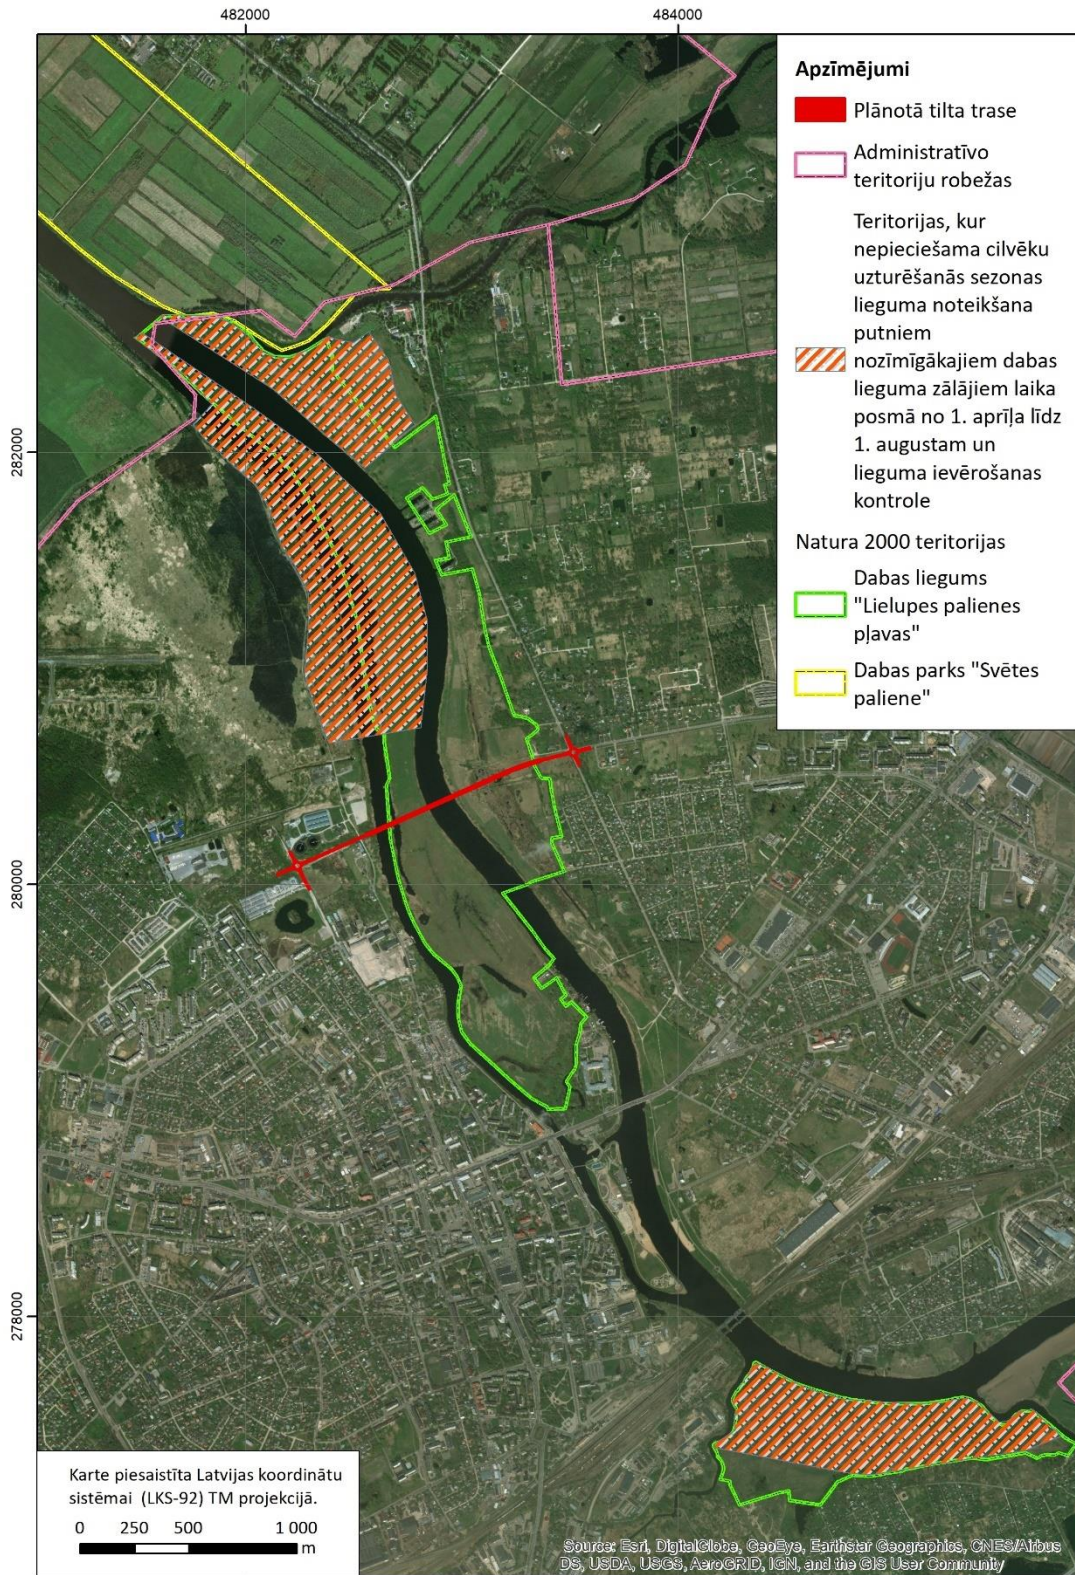 482000
484000
Apzīmējumi
Plānotā tilta trase
Administratīvo
teritoriju robežas
Teritorijas, kur
nepieciešama cilvēku
uzturēšanās sezonas
lieguma noteikšana
putniem
nozīmīgākajiem dabas
lieguma zālājiem laika
posmā no 1. aprīļa līdz
1. augustam un
lieguma ievērošanas
kontrole
Natura 2000 teritorijas
Dabas liegums
"Lielupes palienes
pļavas"
Dabas parks "Svētes
paliene"
282000
280000
278000
Karte piesaistīta Latvijas koordinātu
sistēmai (LKS-92) TM projekcijā.
0 250 500 1 000
m
Source: Esri, DigitalGlobe, GeoEye, Earthstar Geographics, CNES/Airbus
DS, USDA, USGS, AeroGRID, IGN, and the GIS User Community